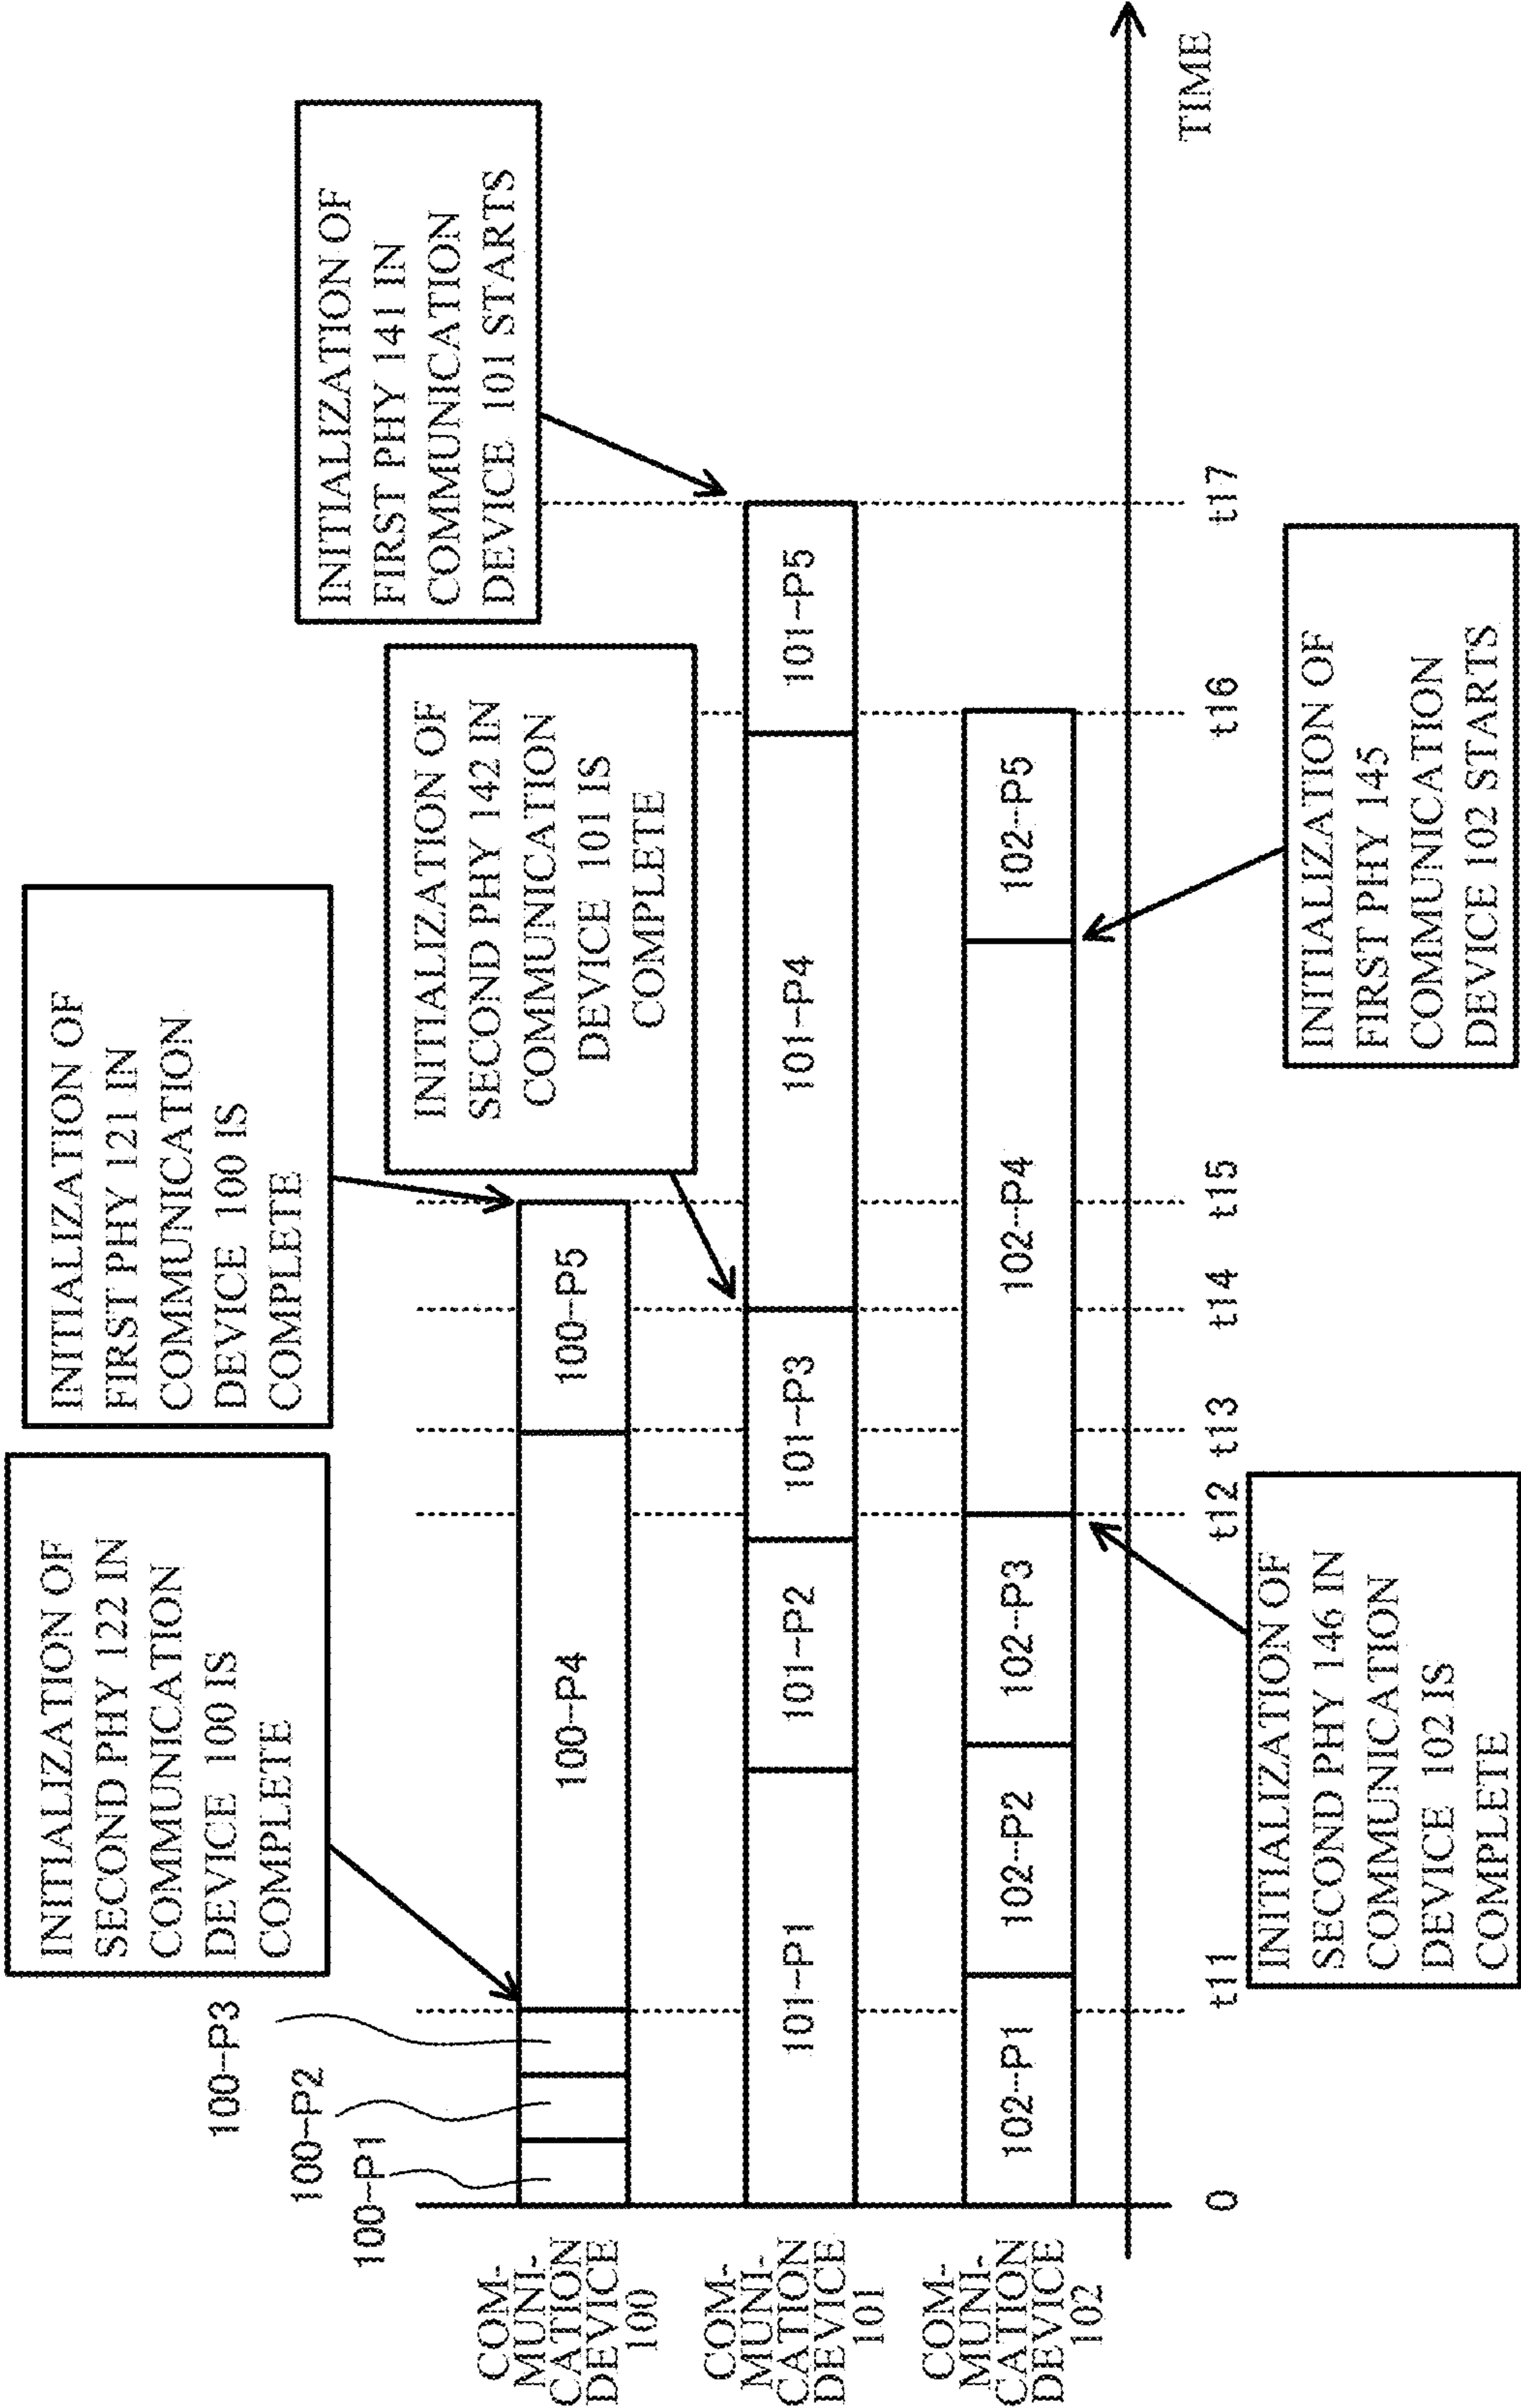 INITIALIZATION OF
SECOND PHY 122 IN
COMMUNICATION
DEVICE 100 IS
COMPLETE
INITIALIZATION OF
FIRST PHY 121 IN
COMMUNICATION
DEVICE 100 IS
COMPLETE
INITIALIZATION OF
SECOND PHY 142 IN
COMMUNICATION
DEVICE 101 IS
COMPLETE
INITIALIZATION OF
FIRST PHY 141 IN
COMMUNICATION
DEVICE 101 STARTS
100-P3
100-P2
100-P1
COM-
MUNI-
CATION
DEVICE
100
100-P4
100-P5
COM-
MUNI-
CATION
DEVICE
101
101-P1
101-P2
101-P3
101-P4
101-P5
COM-
MUNI-
CATION
DEVICE
102
102-P1
102-P2
102-P3
102-P4
102-P5
TIME
0
t11
t12
t13
t14
t15
t16
t17
INITIALIZATION OF
SECOND PHY 146 IN
COMMUNICATION
DEVICE 102 IS
COMPLETE
INITIALIZATION OF
FIRST PHY 145
COMMUNICATION
DEVICE 102 STARTS